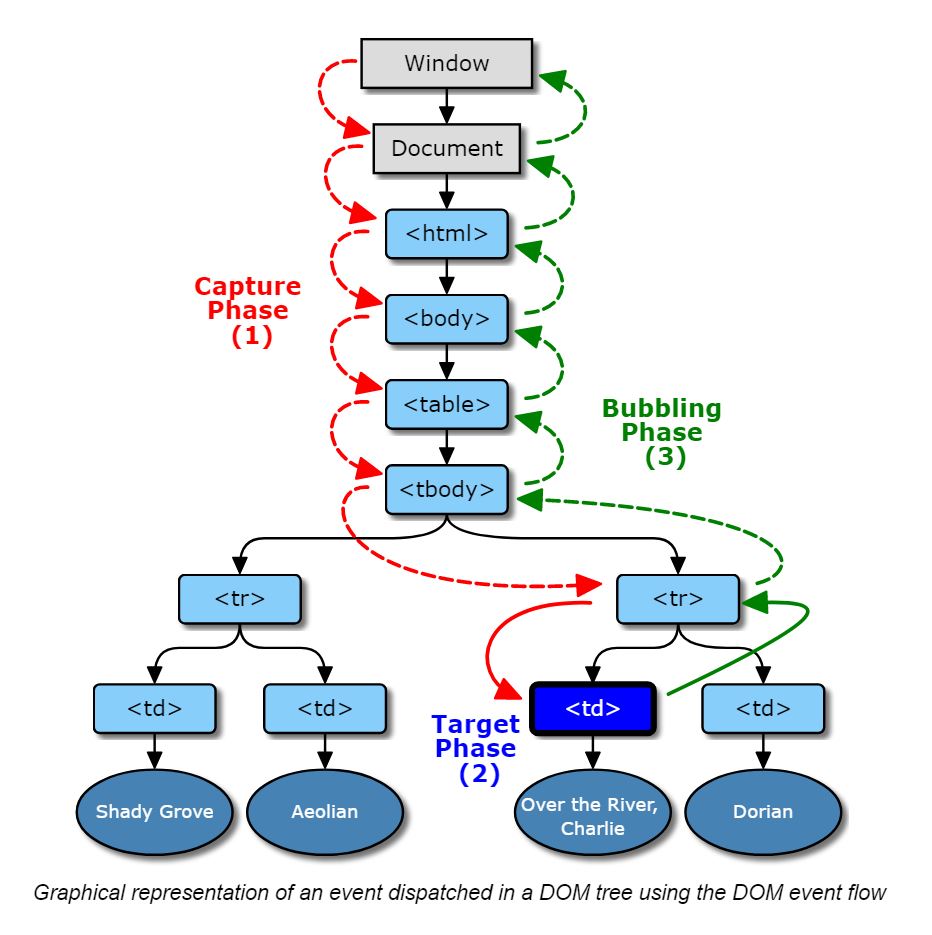 Window
Document
<html>
Capture
Phase
(1)
<body>
<table>
Bubbling
Phase
(3)
<tbody>
<tr>
<tr>
<td>
<td>
<td>
<td>
Target
Phase
(2)
Shady Grove
Aeolian
Over the River,
Charlie
Dorian
Graphical representation of an event dispatched in a DOM tree using the DOM event flow